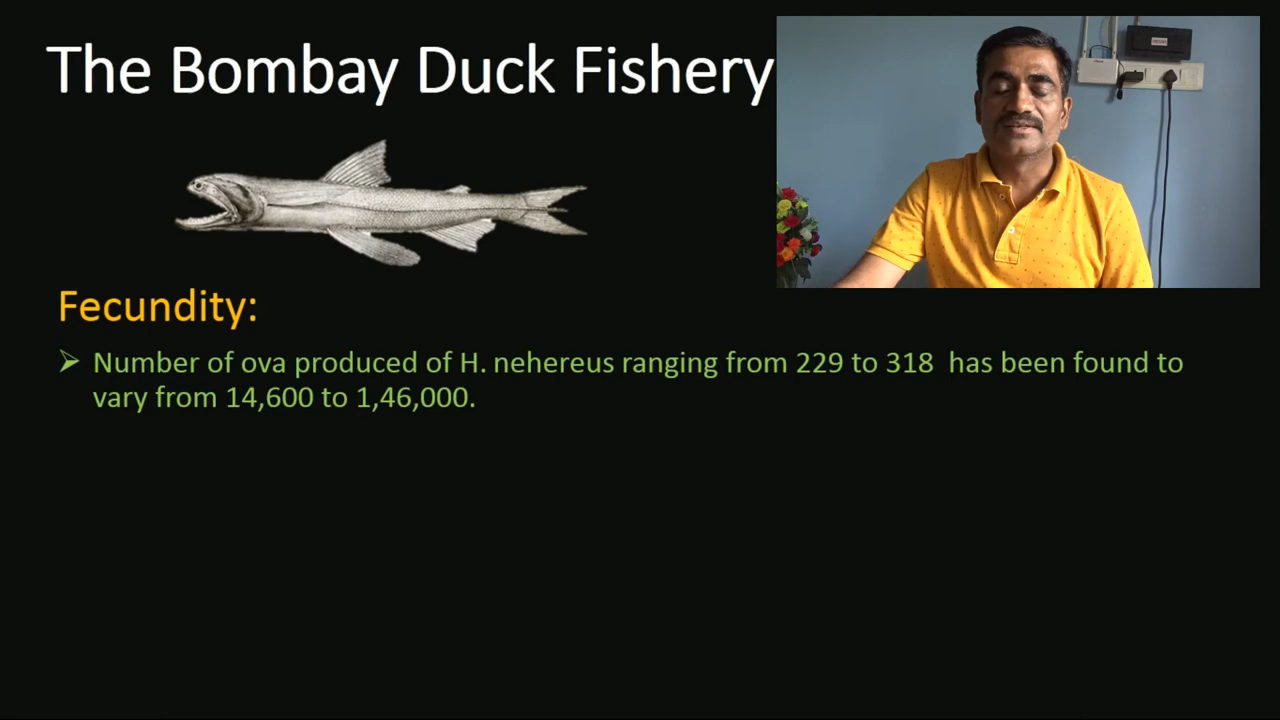 The Bombay Duck Fishery
Fecundity:
➢ Number of ova produced of H. nehereus ranging from 229 to 318 has been found to
vary from 14,600 to 1,46,000.